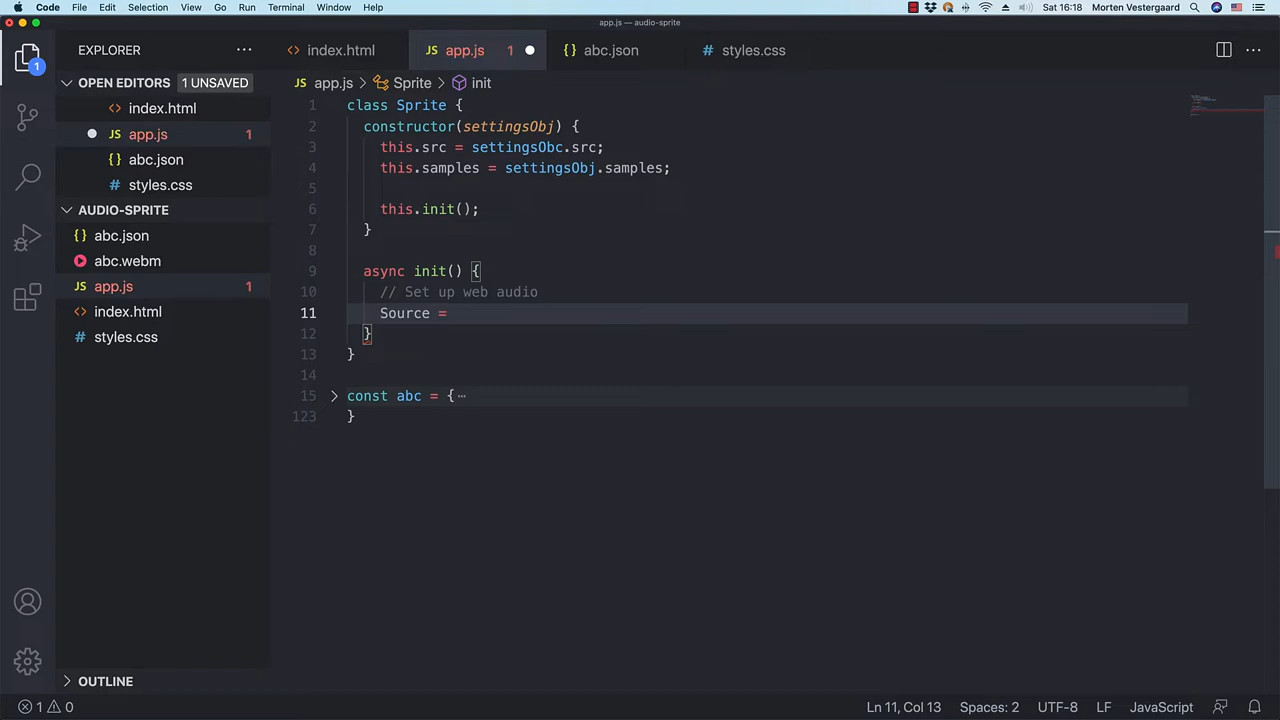 Code File Edit Selection View Go Run Terminal Window Help Sat 16:18 Morten Vestergaard
app.js — audio-sprite
EXPLORER
index.html
JS app.js 1
{} abc.json
# styles.css
OPEN EDITORS 1 UNSAVED
JS app.js > Sprite > init
<> index.html
JS app.js 1
{} abc.json
# styles.css
AUDIO-SPRITE
{} abc.json
abc.webm
JS app.js 1
<> index.html
# styles.css
1 class Sprite {
2 constructor(settingsObj) {
3 this.src = settingsObc.src;
4 this.samples = settingsObj.samples;
5
6 this.init();
7 }
8
9 async init() {
10 // Set up web audio
11 Source =
12 }
13 }
14
15 const abc = { ⋯
123 }
1
OUTLINE
1 0
Ln 11, Col 13 Spaces: 2 UTF-8 LF JavaScript